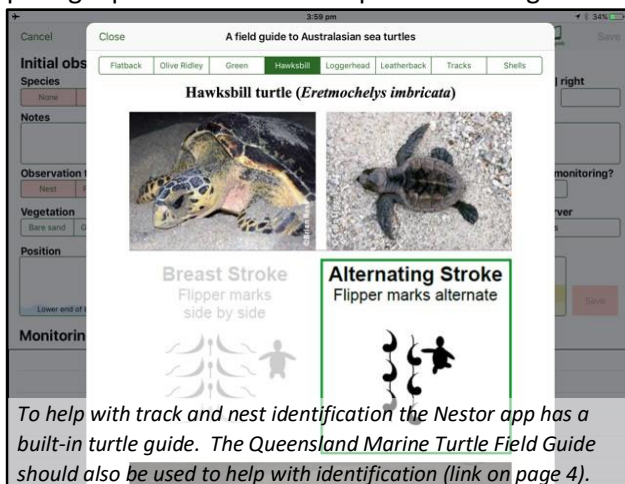 3:59 pm
34%
Cancel
Close
A field guide to Australasian sea turtles
Save
Flatback Olive Ridley Green Hawksbill Loggerhead Leatherback Tracks Shells
Initial obs
Species
right
None
Hawksbill turtle (Eretmochelys imbricata)
Notes
Observation
monitoring?
Nest
Vegetation
ver
Bare sand
Position
Breast Stroke
Flipper marks
side by side
Alternating Stroke
Flipper marks alternate
Save
Lower end of
Monitorin
To help with track and nest identification the Nestor app has a
built-in turtle guide. The Queensland Marine Turtle Field Guide
should also be used to help with identification (link on page 4).